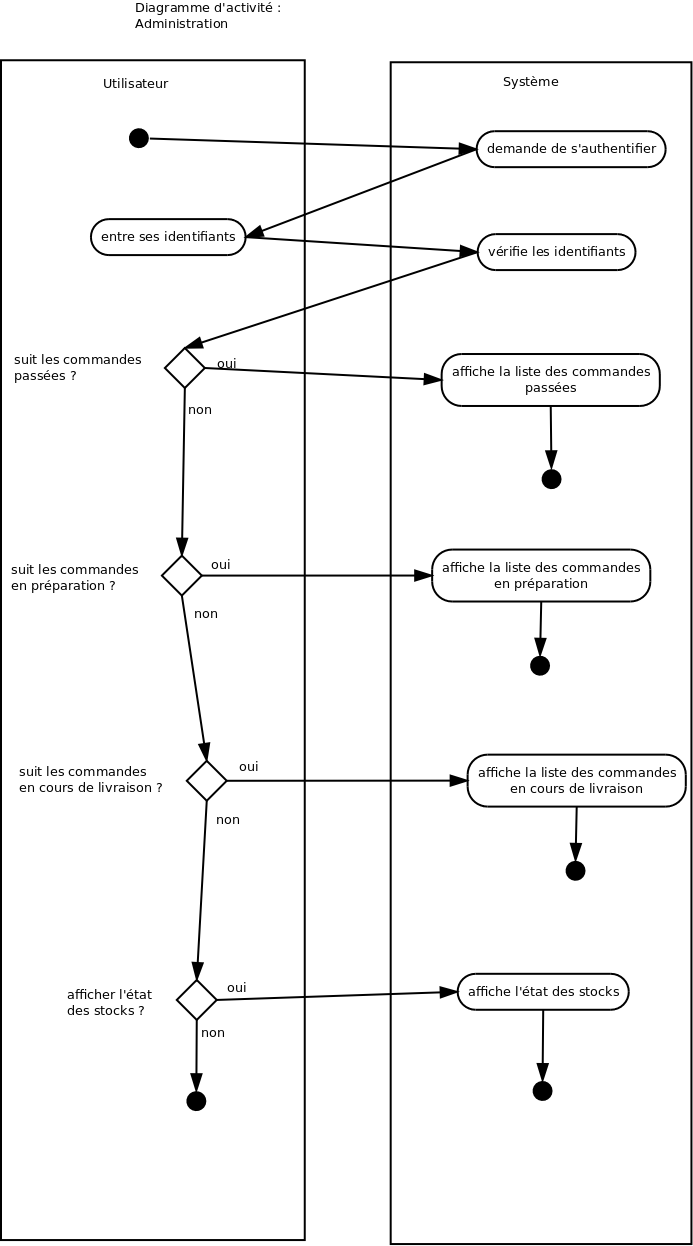 Diagramme d'activité :
Administration
Utilisateur
Système
demande de s'authentifier
entre ses identifiants
vérifie les identifiants
suit les commandes
passées ?
oui
non
affiche la liste des commandes
passées
suit les commandes
en préparation ?
oui
non
affiche la liste des commandes
en préparation
suit les commandes
en cours de livraison ?
oui
non
affiche la liste des commandes
en cours de livraison
afficher l'état
des stocks ?
oui
non
affiche l'état des stocks